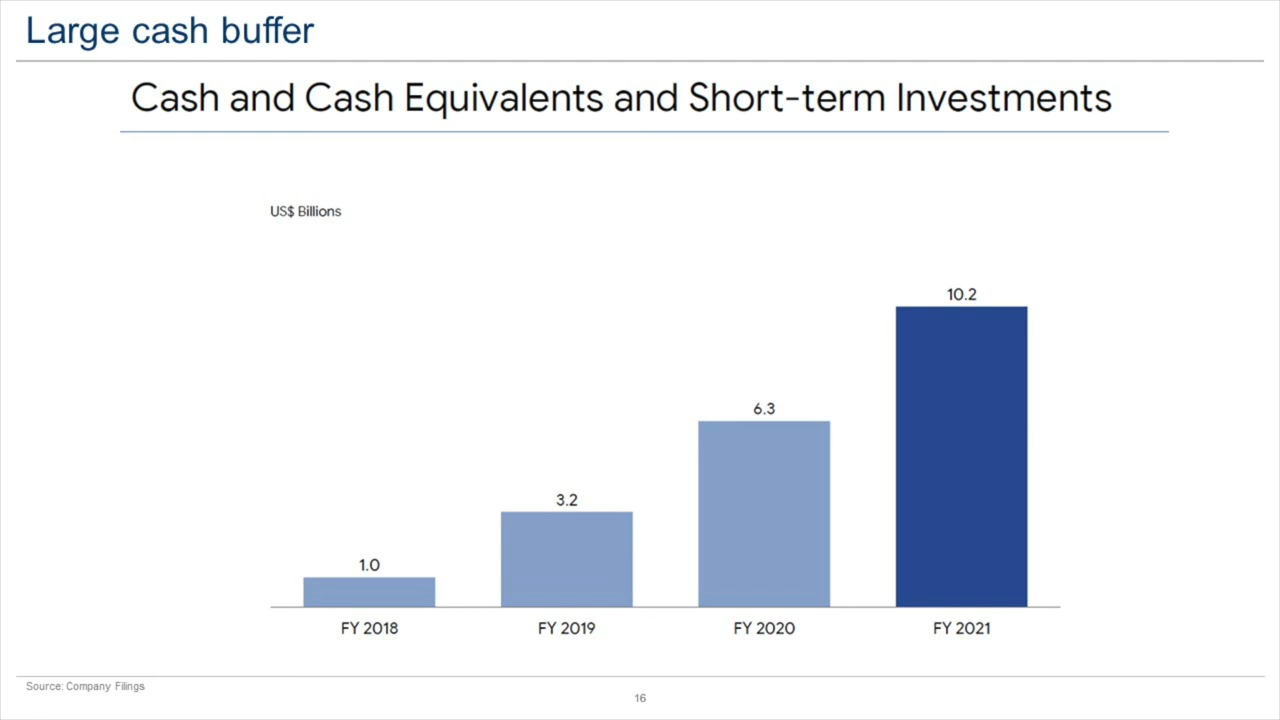 Large cash buffer
Cash and Cash Equivalents and Short-term Investments
US$ Billions
10.2
6.3
3.2
1.0
FY 2018
FY 2019
FY 2020
FY 2021
Source: Company Filings
16